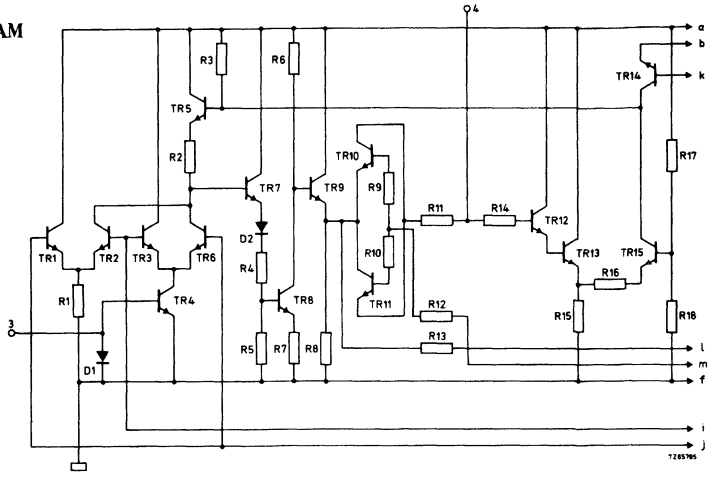 AM
4
a
b
R3
R6
TR14
k
TR5
R2
TR10
R17
TR7
TR9
R9
R11
R14
TR12
D2
R10
TR13
TR15
TR1
TR2
TR3
TR6
R4
R16
R1
TR4
TR8
TR11
R12
R15
R18
3
R13
l
D1
R5
R7
R8
m
f
i
j
7Z85785